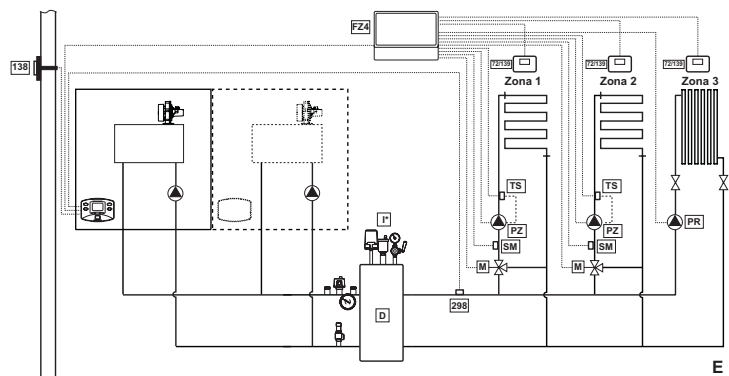 FZ4
138
72/139
72/139
72/139
Zona 1
Zona 2
Zona 3
TS
TS
I*
PZ
PZ
PR
SM
SM
M
M
298
D
E